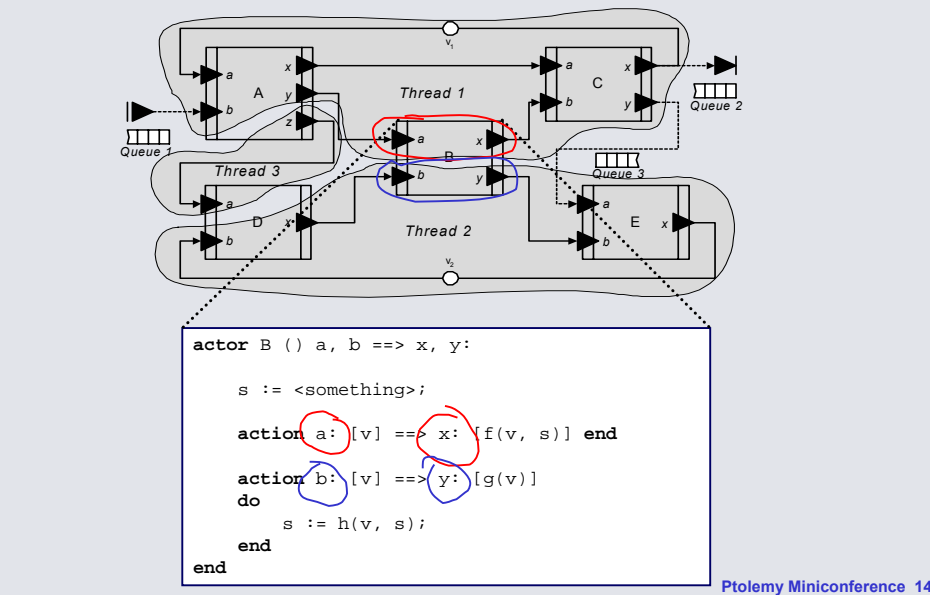 v1
A
a
b
x
y
z
Queue 1
Thread 1
C
a
b
x
y
Queue 2
B
a
b
x
y
Queue 3
Thread 3
D
a
b
x
Thread 2
E
a
b
x
v2
actor B () a, b ==> x, y:
s := <something>;
action a: [v] ==> x: [f(v, s)] end
action b: [v] ==> y: [g(v)]
do
s := h(v, s);
end
end
Ptolemy Miniconference 14